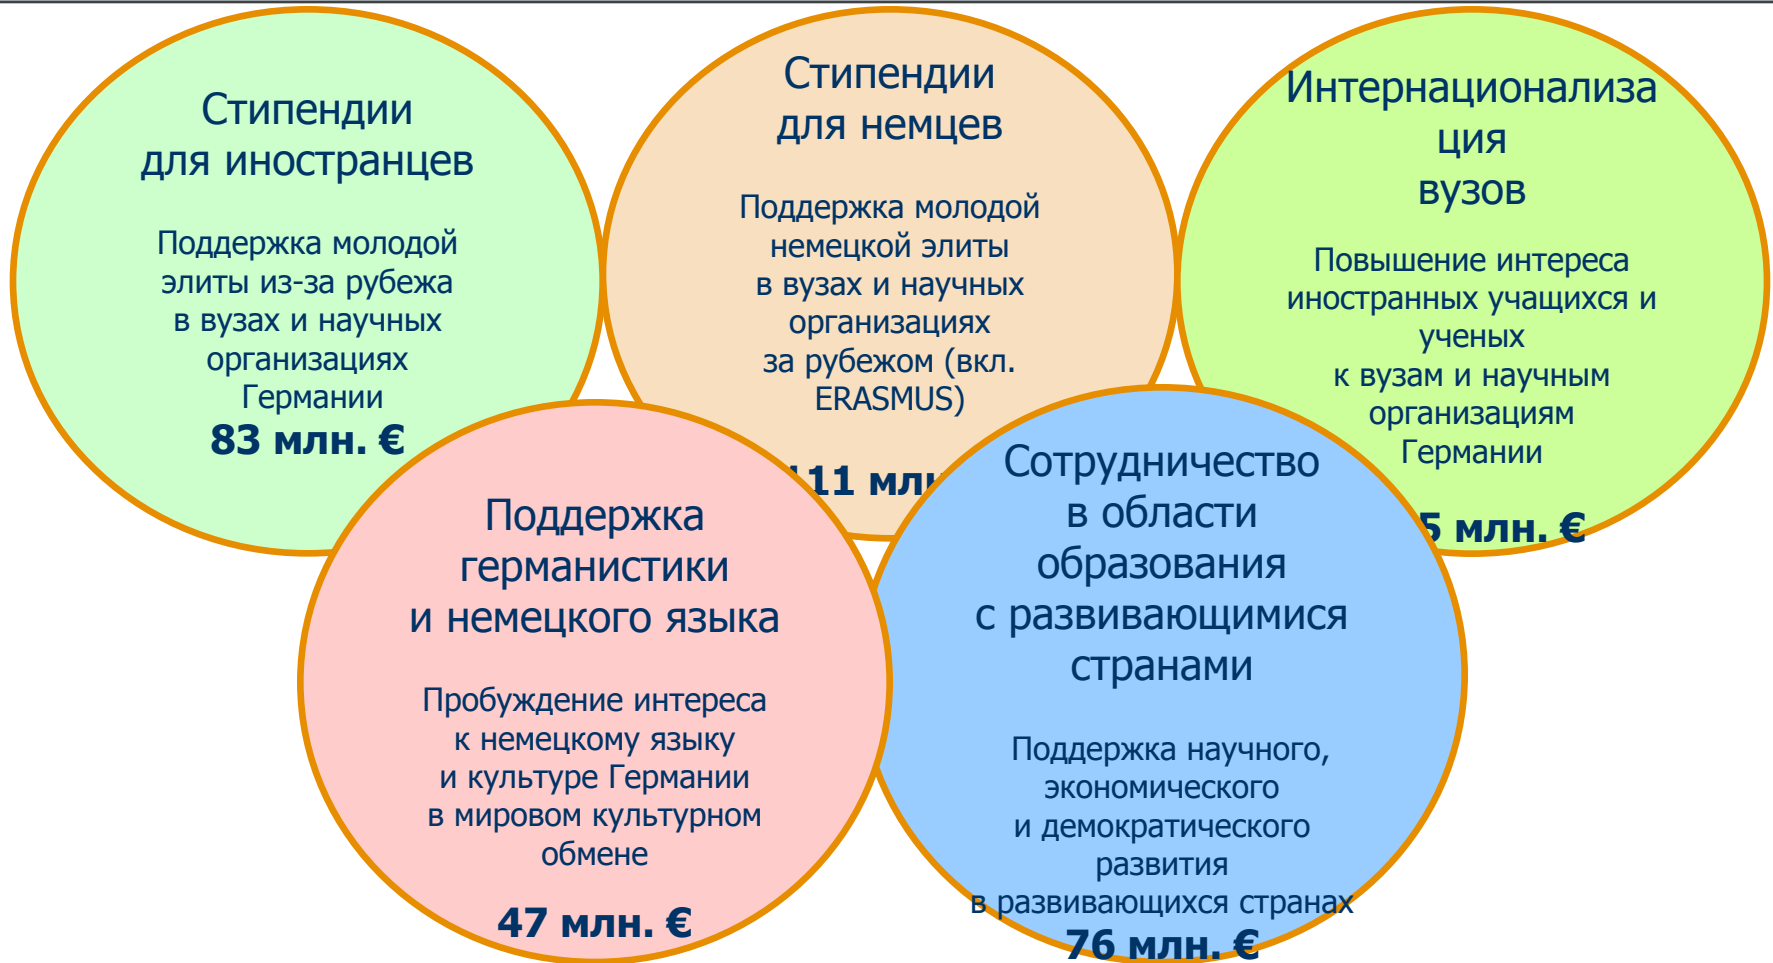 Стипендии
для иностранцев
Поддержка молодой
элиты из-за рубежа
в вузах и научных
организациях
Германии
83 млн. €
Стипендии
для немцев
Поддержка молодой
немецкой элиты
в вузах и научных
организациях
за рубежом (вкл.
ERASMUS)
Интернационализа
ция
вузов
Повышение интереса
иностранных учащихся и
ученых
к вузам и научным
организациям
Германии
млн. €
Поддержка
германистики
и немецкого языка
Пробуждение интереса
к немецкому языку
и культуре Германии
в мировом культурном
обмене
47 млн. €
Сотрудничество
в области
образования
с развивающимися
странами
Поддержка научного,
экономического
и демократического
развития
в развивающихся странах
76 млн. €